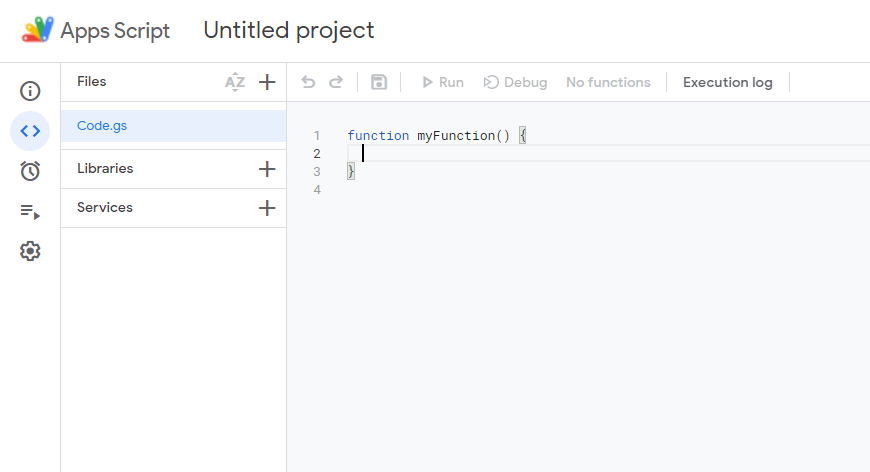 Apps Script Untitled project
Files AZ
Run Debug No functions Execution log
Code.gs
Libraries
Services
1 function myFunction() {
2
3 }
4